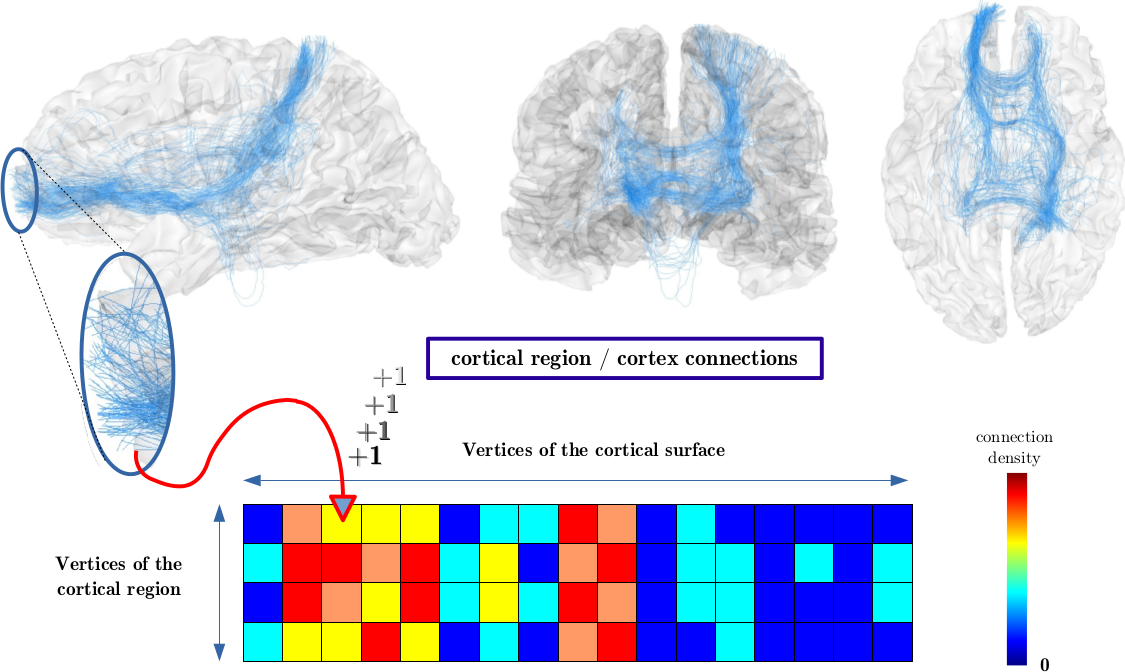 cortical region / cortex connections
+1
+1
+1
+1
Vertices of the cortical surface
connection
density
Vertices of the
cortical region
0